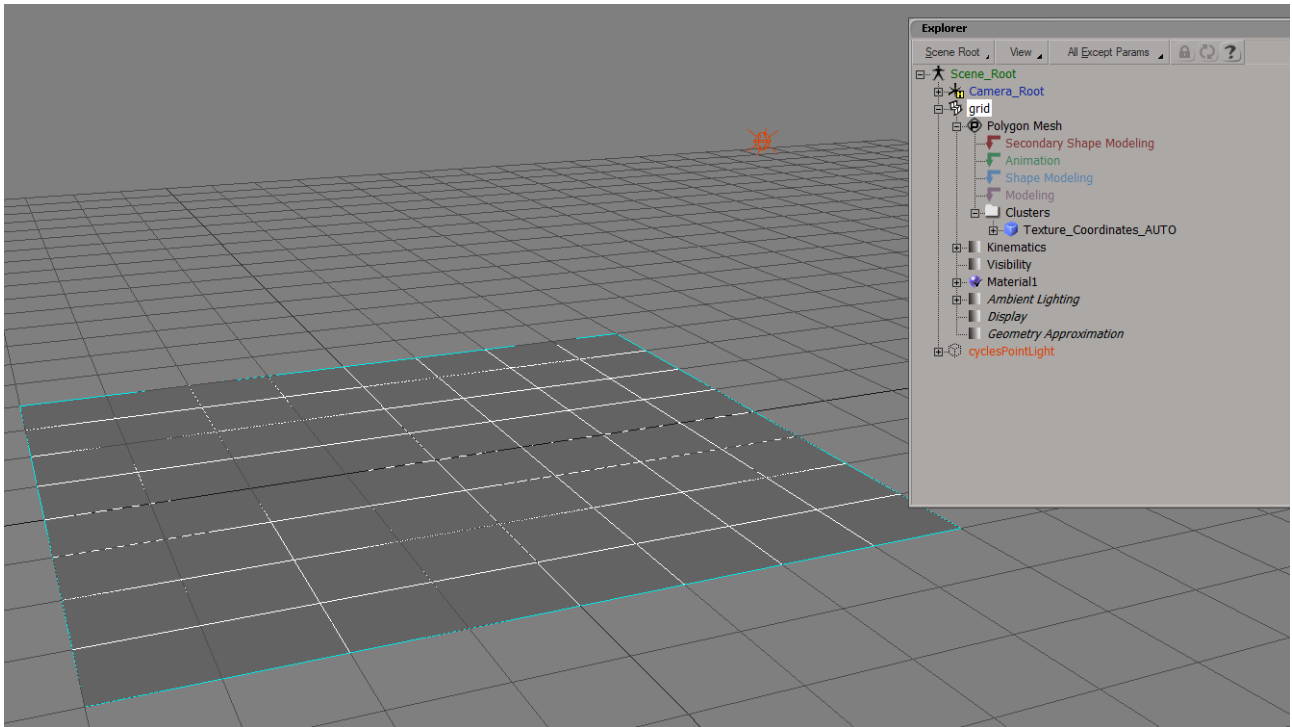 Explorer
Scene Root View All Except Params ?
Scene_Root
Camera_Root
grid
Polygon Mesh
Secondary Shape Modeling
Animation
Shape Modeling
Modeling
Clusters
Texture_Coordinates_AUTO
Kinematics
Visibility
Material1
Ambient Lighting
Display
Geometry Approximation
cyclesPointLight